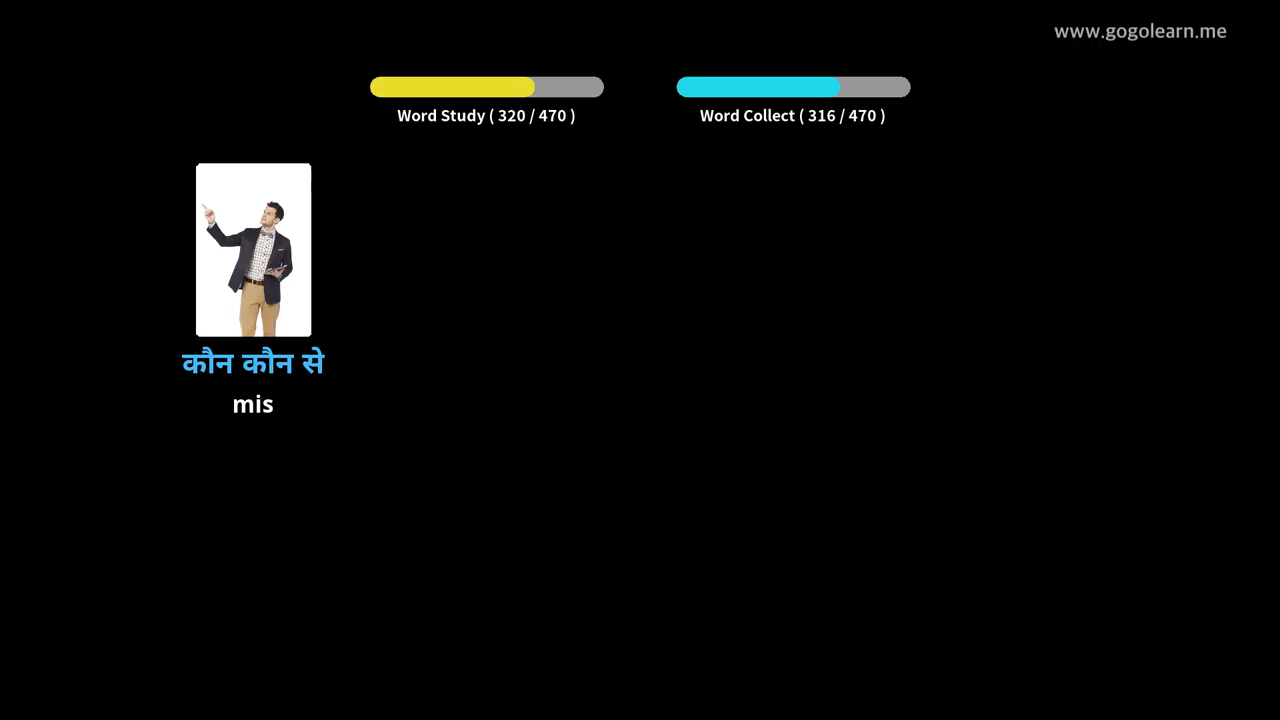 www.gogolearn.me
Word Study ( 320 / 470 )
Word Collect ( 316 / 470 )
कौन कौन से
mis